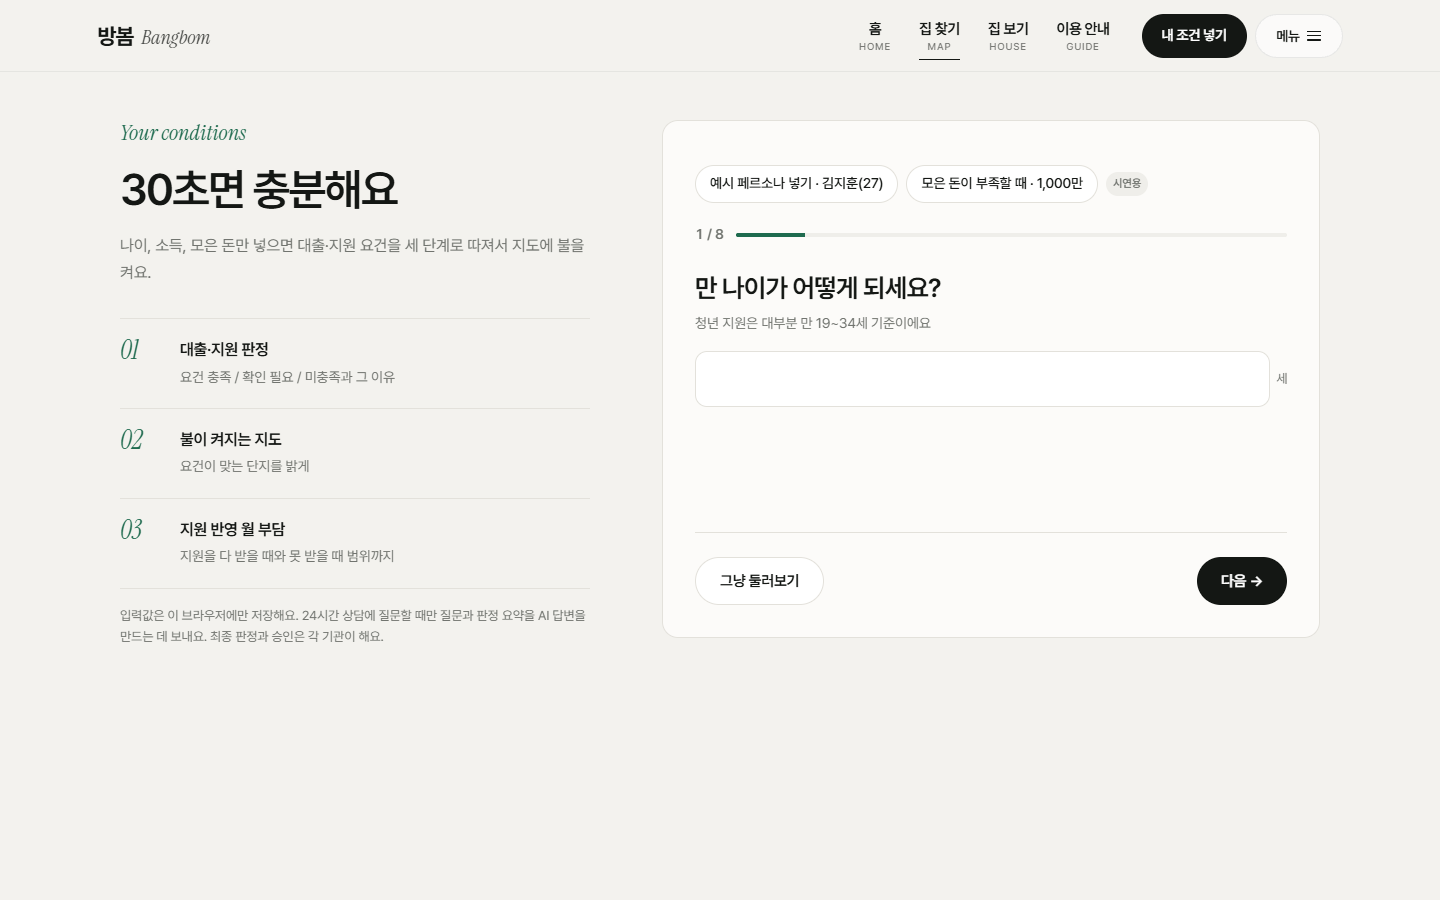 방봄 Bangbom
홈
HOME
집 찾기
MAP
집 보기
HOUSE
이용 안내
GUIDE
내 조건 넣기
메뉴
Your conditions
30초면 충분해요
나이, 소득, 모은 돈만 넣으면 대출·지원 요건을 세 단계로 따져서 지도에 불을
켜요.
01
대출·지원 판정
요건 충족 / 확인 필요 / 미충족과 그 이유
02
불이 켜지는 지도
요건이 맞는 단지를 밝게
03
지원 반영 월 부담
지원을 다 받을 때와 못 받을 때 범위까지
입력값은 이 브라우저에만 저장해요. 24시간 상담에 질문할 때만 질문과 판정 요약을 AI 답변을
만드는 데 보내요. 최종 판정과 승인은 각 기관이 해요.
예시 페르소나 넣기 · 김지훈(27)
모은 돈이 부족할 때 · 1,000만
시연용
1 / 8
만 나이가 어떻게 되세요?
청년 지원은 대부분 만 19~34세 기준이에요
세
그냥 둘러보기
다음 →